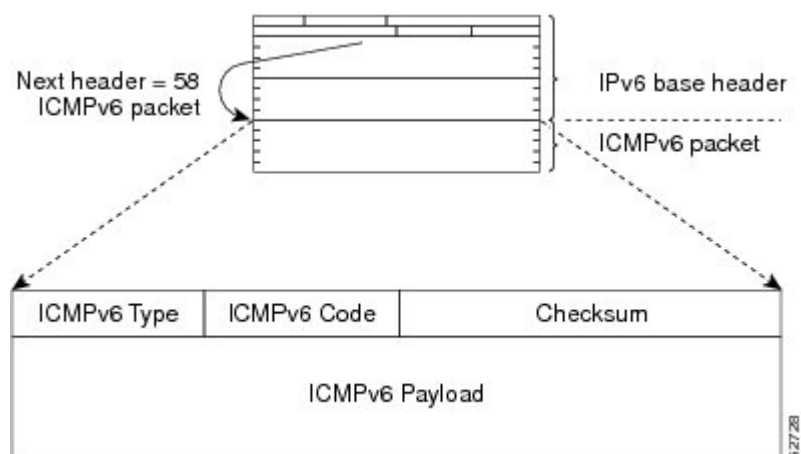 Next header = 58
ICMPv6 packet
IPv6 base header
ICMPv6 packet
ICMPv6 Type
ICMPv6 Code
Checksum
ICMPv6 Payload
52728